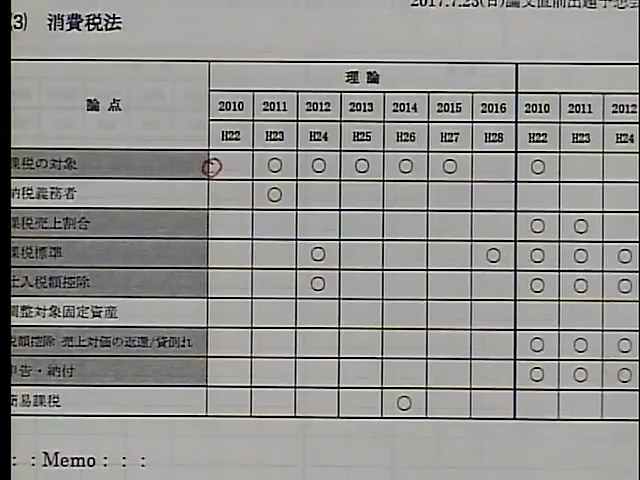 2017.7.23(日)論文直前出題予想会
(3) 消費税法
論点 理論
2010 2011 2012 2013 2014 2015 2016 2010 2011 2012
H22 H23 H24 H25 H26 H27 H28 H22 H23 H24
課税の対象 ○ ○ ○ ○ ○ ○ ○
納税義務者 ○
課税売上割合 ○ ○
課税標準 ○ ○ ○ ○ ○
仕入税額控除 ○ ○ ○ ○
調整対象固定資産
税額控除 売上対価の返還/貸倒れ ○ ○ ○
申告・納付 ○ ○ ○
簡易課税 ○
: : Memo : : :